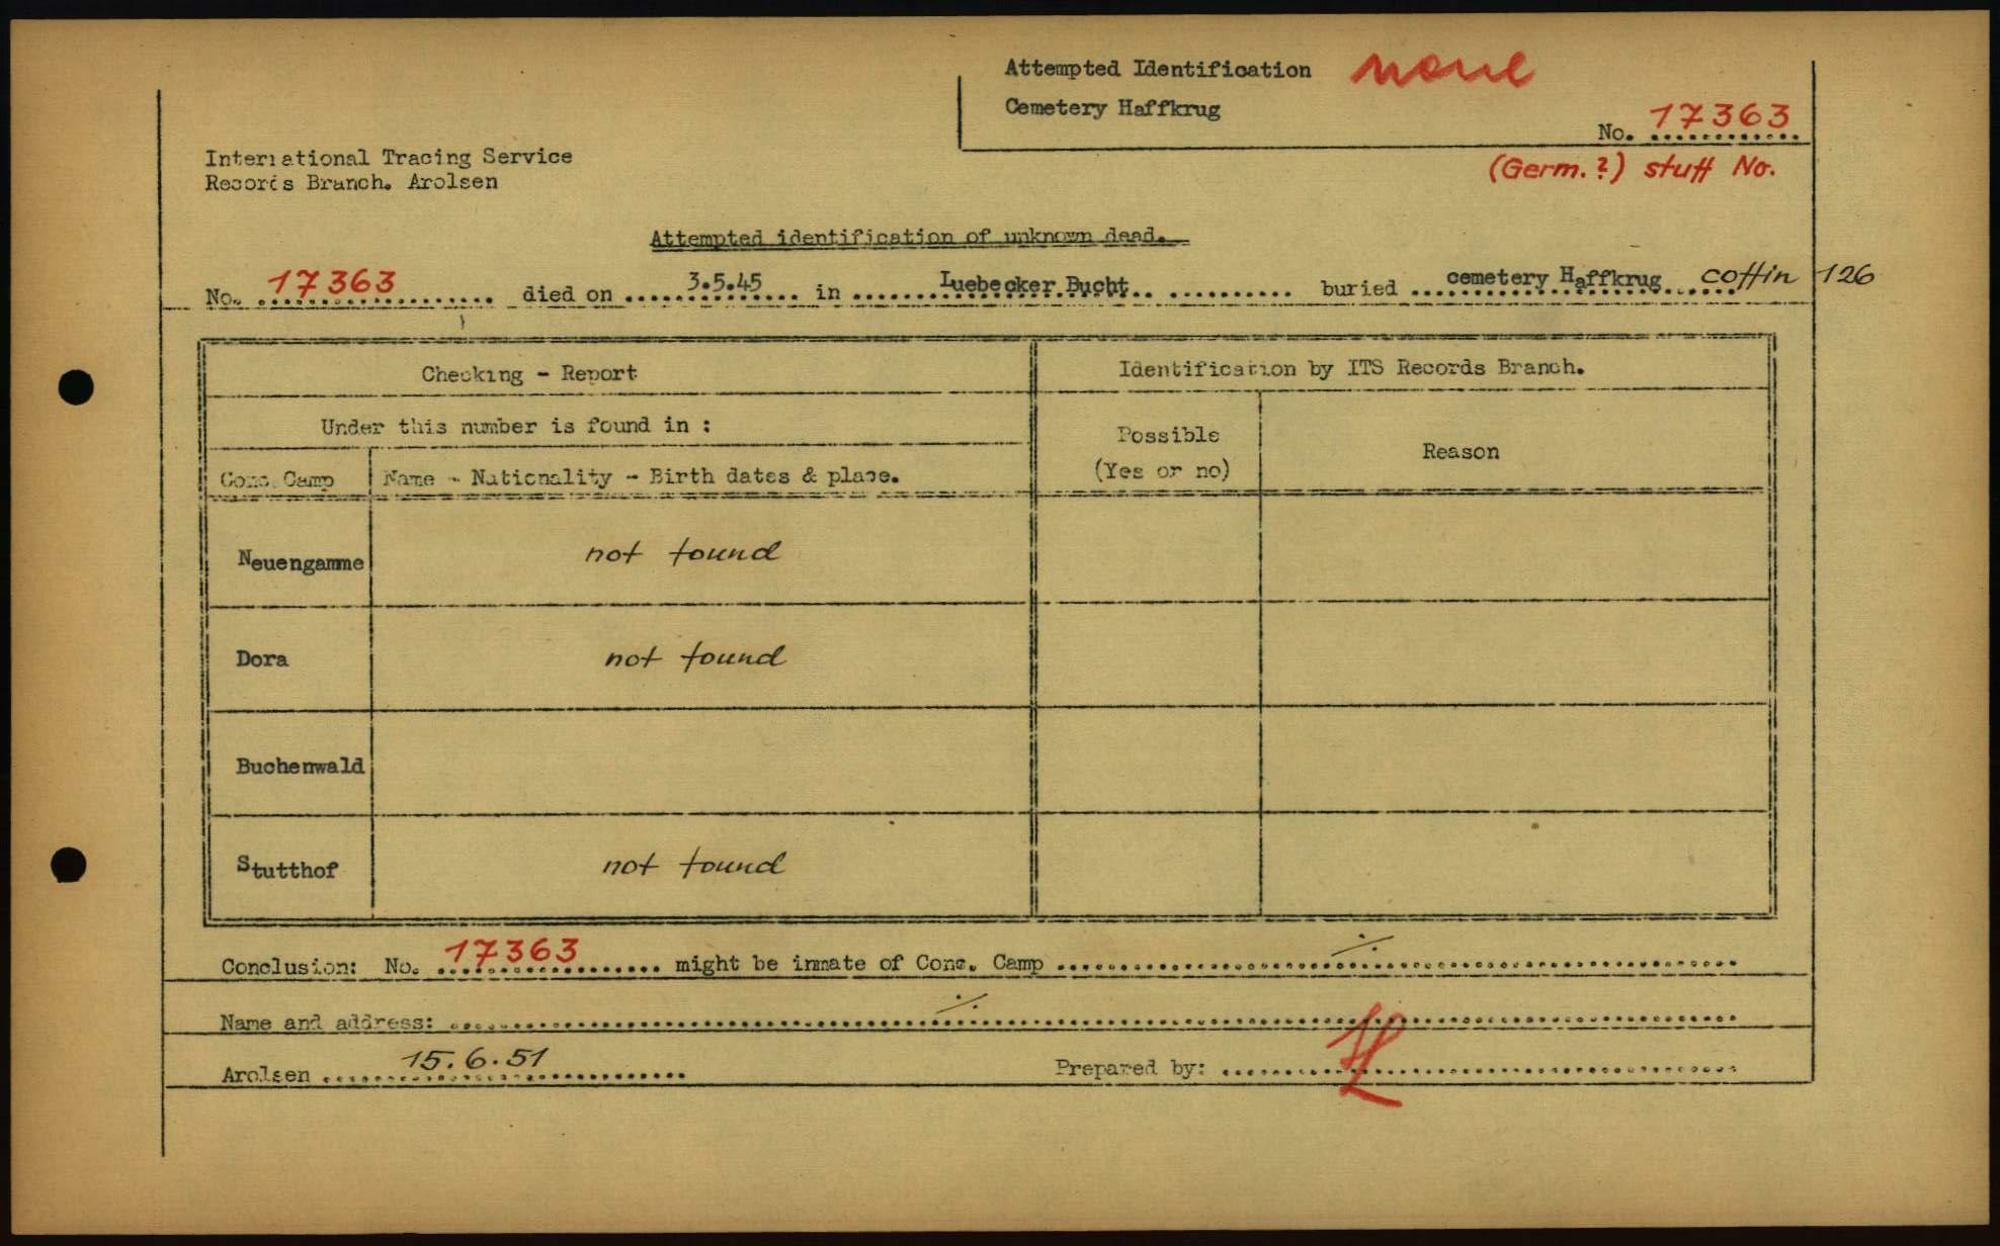 Attempted Identification none
Cemetery Haffkrug
No. 17363
(Germ.?) stuff No.
International Tracing Service
Records Branch. Arolsen
Attempted identification of unknown dead.
No. 17363 died on 3.5.45 in Luebecker Bucht buried cemetery Haffkrug coffin 126
Checking - Report
Identification by ITS Records Branch.
Under this number is found in :
Possible
(Yes or no)
Reason
Conc. Camp
Name - Nationality - Birth dates & place.
Neuengamme not found
Dora not found
Buchenwald
Stutthof not found
Conclusion: No. 17363 might be inmate of Conc. Camp ./.
Name and address: ./.
Arolsen 15.6.51
Prepared by: